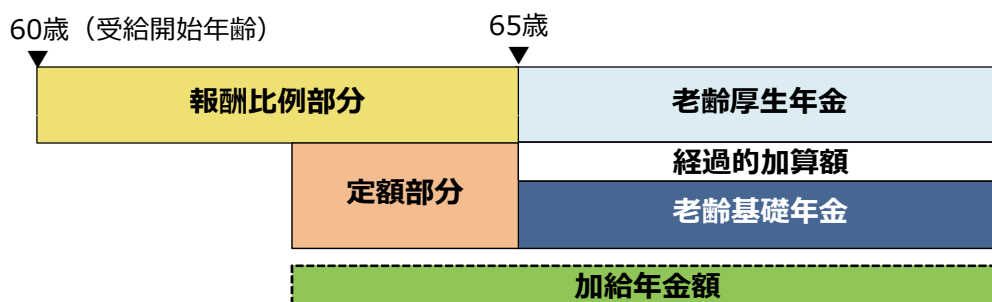 60歳（受給開始年齢）
65歳
▼
▼
報酬比例部分
老齢厚生年金
経過的加算額
定額部分
老齢基礎年金
加給年金額